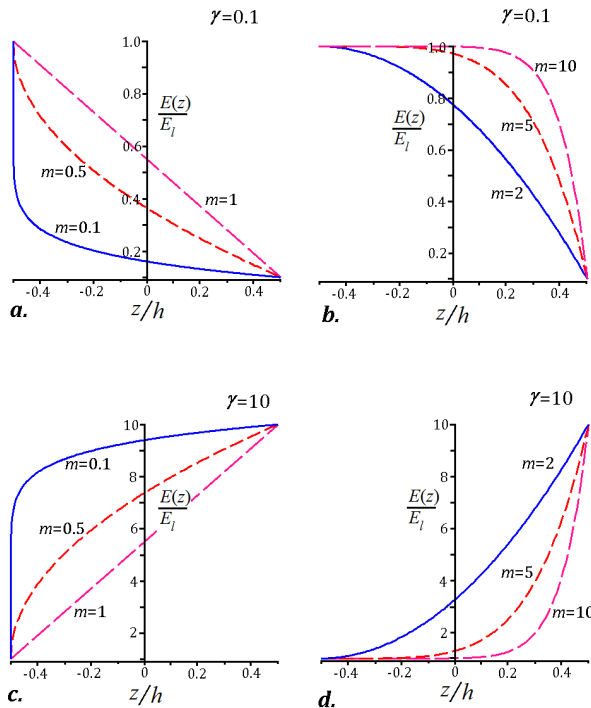 γ=0.1
1.0
E(z)
E_l
0.8
0.6
m=0.5
m=1
0.4
m=0.1
0.2
-0.4 -0.2 0 0.2 0.4
a.
z/h
γ=0.1
1.0
m=10
E(z)
E_l
0.8
m=5
0.6
m=2
0.4
0.2
-0.4 -0.2 0 0.2 0.4
b.
z/h
γ=10
10
m=0.1
8
E(z)
E_l
m=0.5
6
4
m=1
2
-0.4 -0.2 0 0.2 0.4
c.
z/h
γ=10
10
m=2
8
E(z)
E_l
6
m=5
4
m=10
2
-0.4 -0.2 0 0.2 0.4
d.
z/h